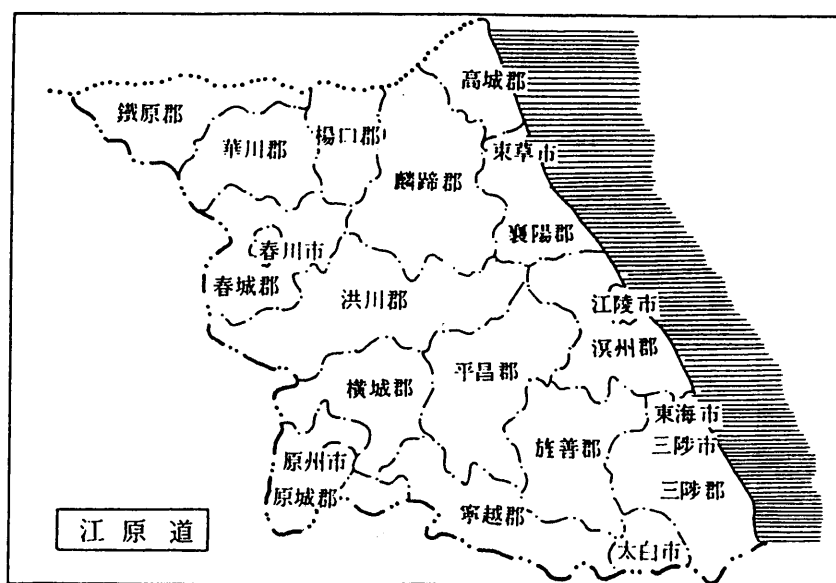 高城郡
鐵原郡
華川郡
楊口郡
麟蹄郡
束草市
襄陽郡
春川市
春城郡
洪川郡
江陵市
溟州郡
橫城郡
平昌郡
東海市
三陟市
旌善郡
原州市
原城郡
三陟郡
寧越郡
太白市
江原道